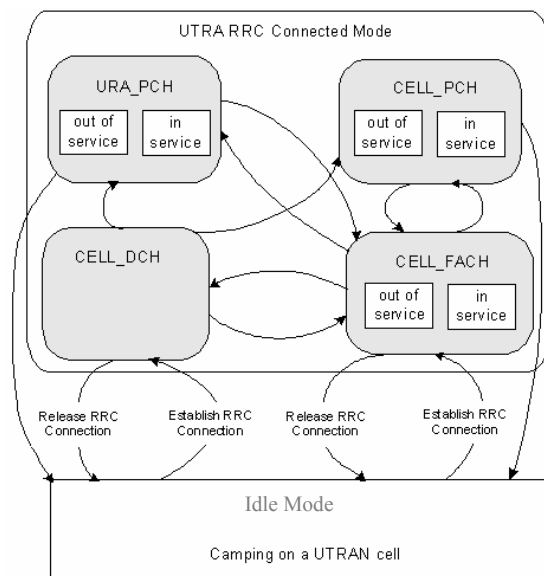 UTRA RRC Connected Mode
URA_PCH
out of
service
in
service
CELL_PCH
out of
service
in
service
CELL_DCH
CELL_FACH
out of
service
in
service
Release RRC
Connection
Establish RRC
Connection
Release RRC
Connection
Establish RRC
Connection
Idle Mode
Camping on a UTRAN cell